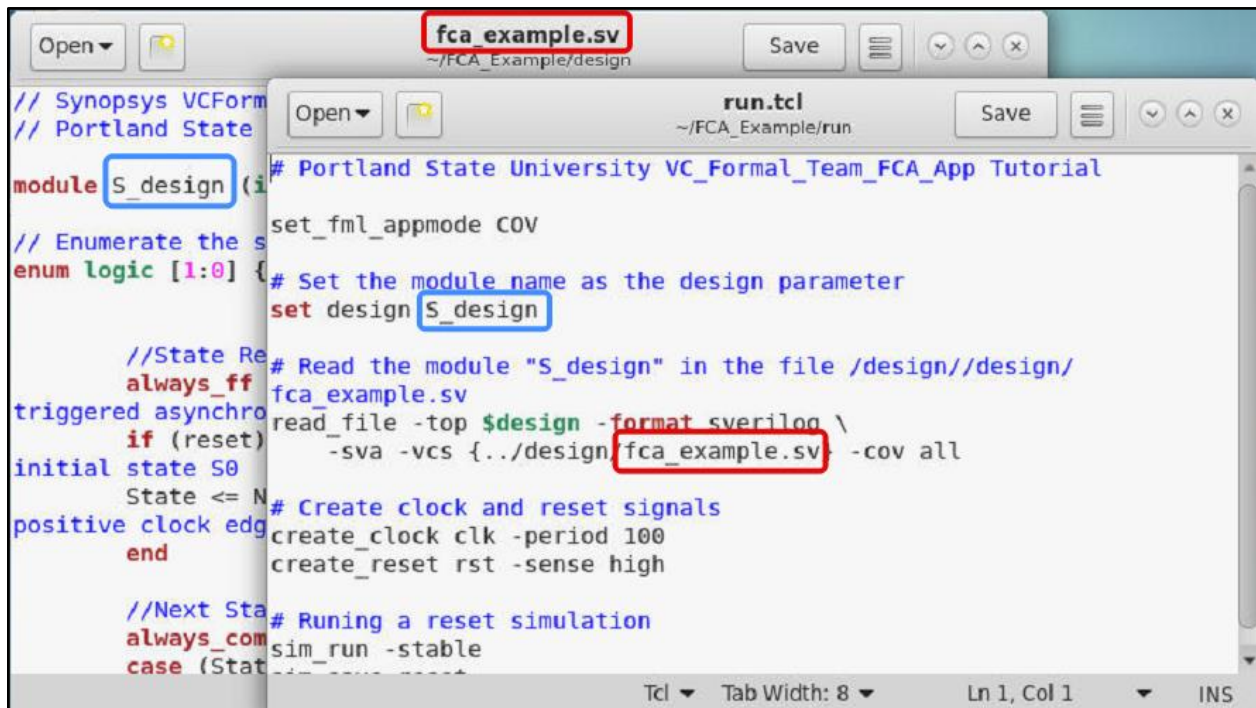 Open
fca_example.sv
~/FCA_Example/design
Save
// Synopsys VCForm
// Portland State
module S_design (i
// Enumerate the s
enum logic [1:0] {
//State Re
always_ff
triggered asynchro
if (reset)
initial state S0
State <= N
positive clock edg
end
//Next Sta
always_com
case (Stat
Open
run.tcl
~/FCA_Example/run
Save
# Portland State University VC_Formal_Team_FCA_App Tutorial
set_fml_appmode COV
# Set the module name as the design parameter
set design S_design
# Read the module "S_design" in the file /design//design/
fca_example.sv
read_file -top $design -format sverilog \
-sva -vcs {../design/fca_example.sv} -cov all
# Create clock and reset signals
create_clock clk -period 100
create_reset rst -sense high
# Runing a reset simulation
sim_run -stable
Tcl Tab Width: 8 Ln 1, Col 1 INS